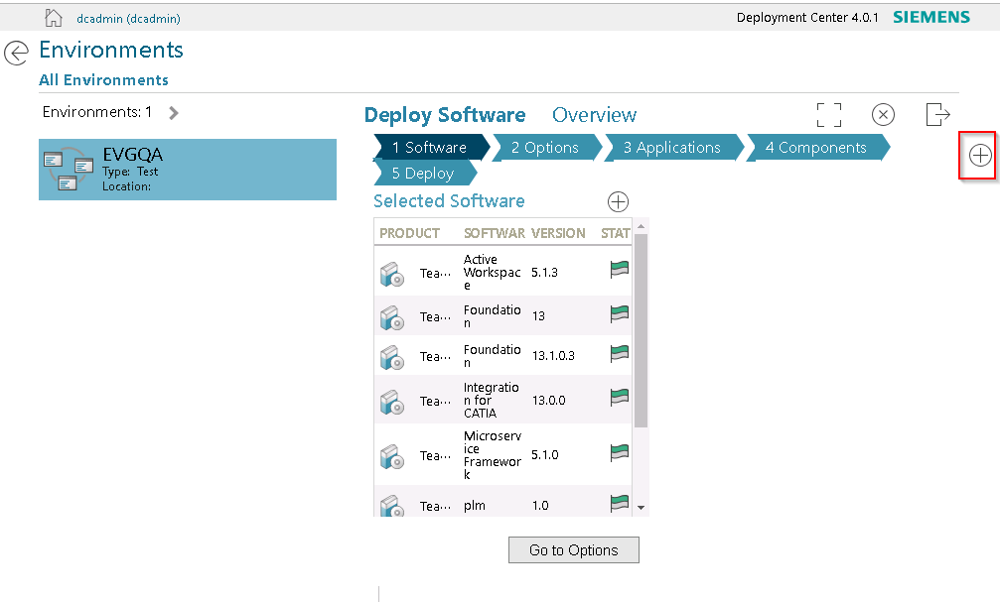 dcadmin (dcadmin)
Deployment Center 4.0.1 SIEMENS
Environments
All Environments
Environments: 1
Deploy Software Overview
EVGQA
Type: Test
Location:
1 Software 2 Options 3 Applications 4 Components
5 Deploy
Selected Software
PRODUCT SOFTWAR VERSION STAT
Tea... Active
Workspac
e 5.1.3
Tea... Foundatio
n 13
Tea... Foundatio
n 13.1.0.3
Tea... Integratio
n for
CATIA 13.0.0
Tea... Microserv
ice
Framewor
k 5.1.0
Tea... plm 1.0
Go to Options